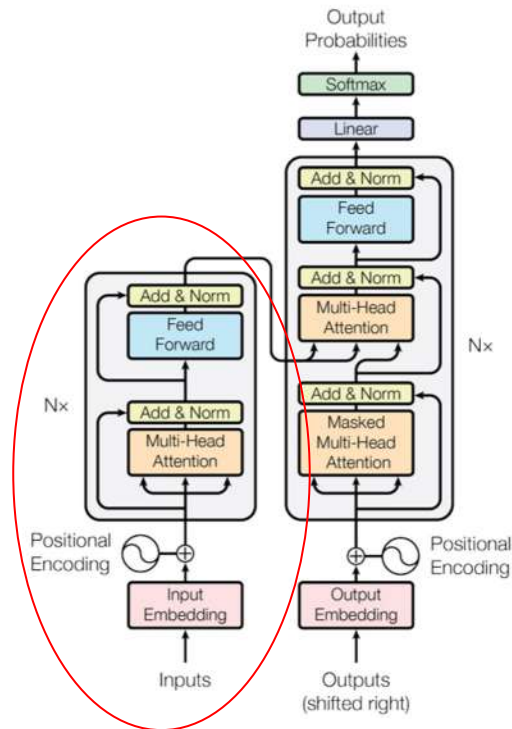 Output
Probabilities
Softmax
Linear
Add & Norm
Feed
Forward
Add & Norm
Multi-Head
Attention
Nx
Add & Norm
Masked
Multi-Head
Attention
Positional
Encoding
Output
Embedding
Outputs
(shifted right)
Add & Norm
Feed
Forward
Nx
Add & Norm
Multi-Head
Attention
Positional
Encoding
Input
Embedding
Inputs